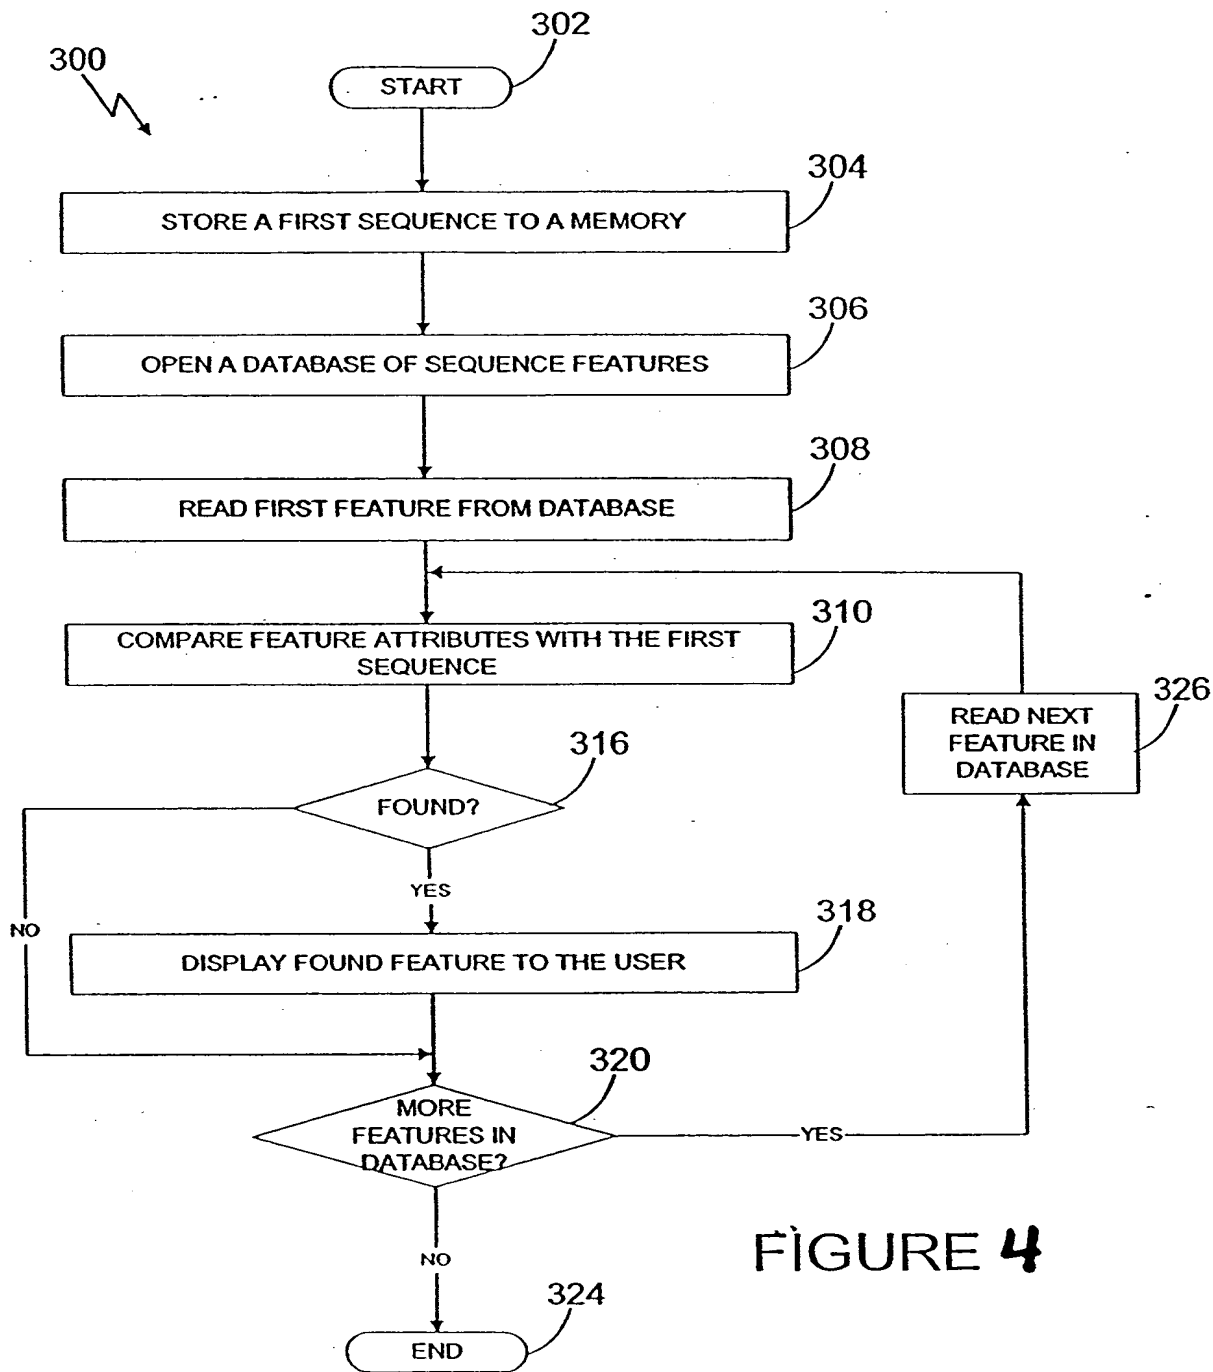 302
300
START
304
STORE A FIRST SEQUENCE TO A MEMORY
306
OPEN A DATABASE OF SEQUENCE FEATURES
308
READ FIRST FEATURE FROM DATABASE
310
COMPARE FEATURE ATTRIBUTES WITH THE FIRST
SEQUENCE
326
READ NEXT
FEATURE IN
DATABASE
316
FOUND?
YES
NO
318
DISPLAY FOUND FEATURE TO THE USER
320
MORE
FEATURES IN
DATABASE?
YES
NO
FIGURE 4
324
END